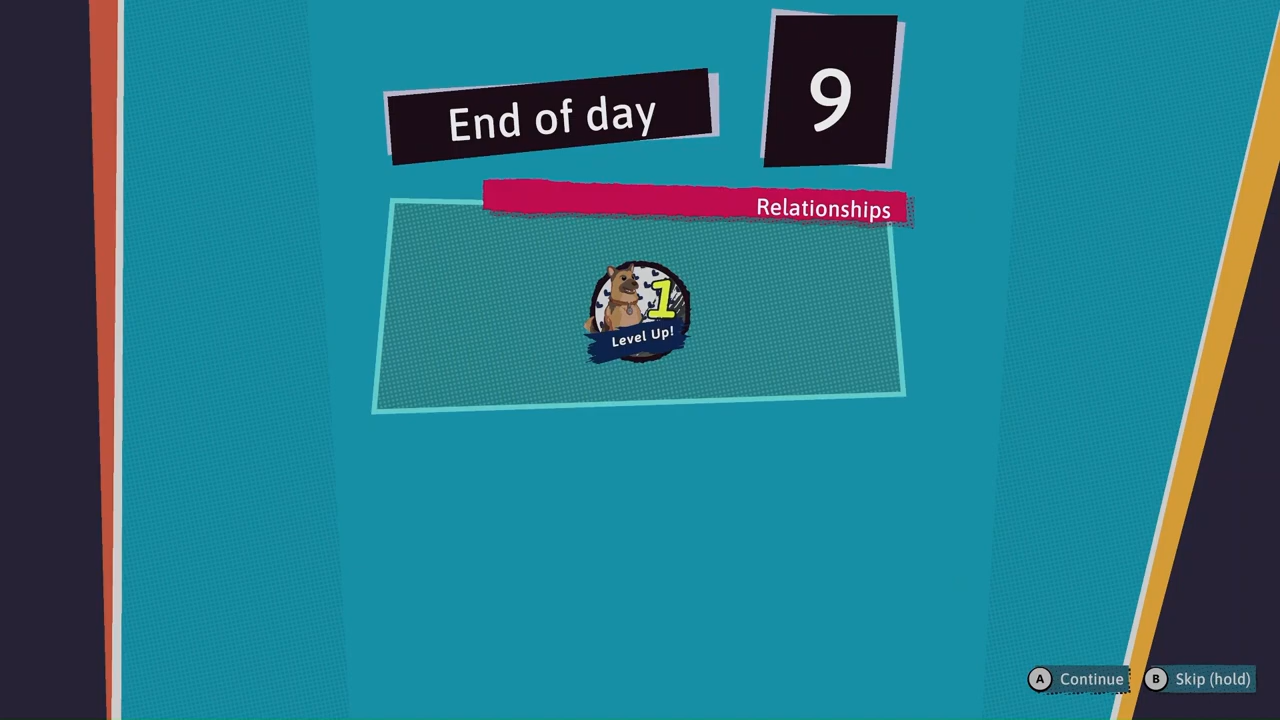 End of day
9
Relationships
1
Level Up!
A Continue
B Skip (hold)